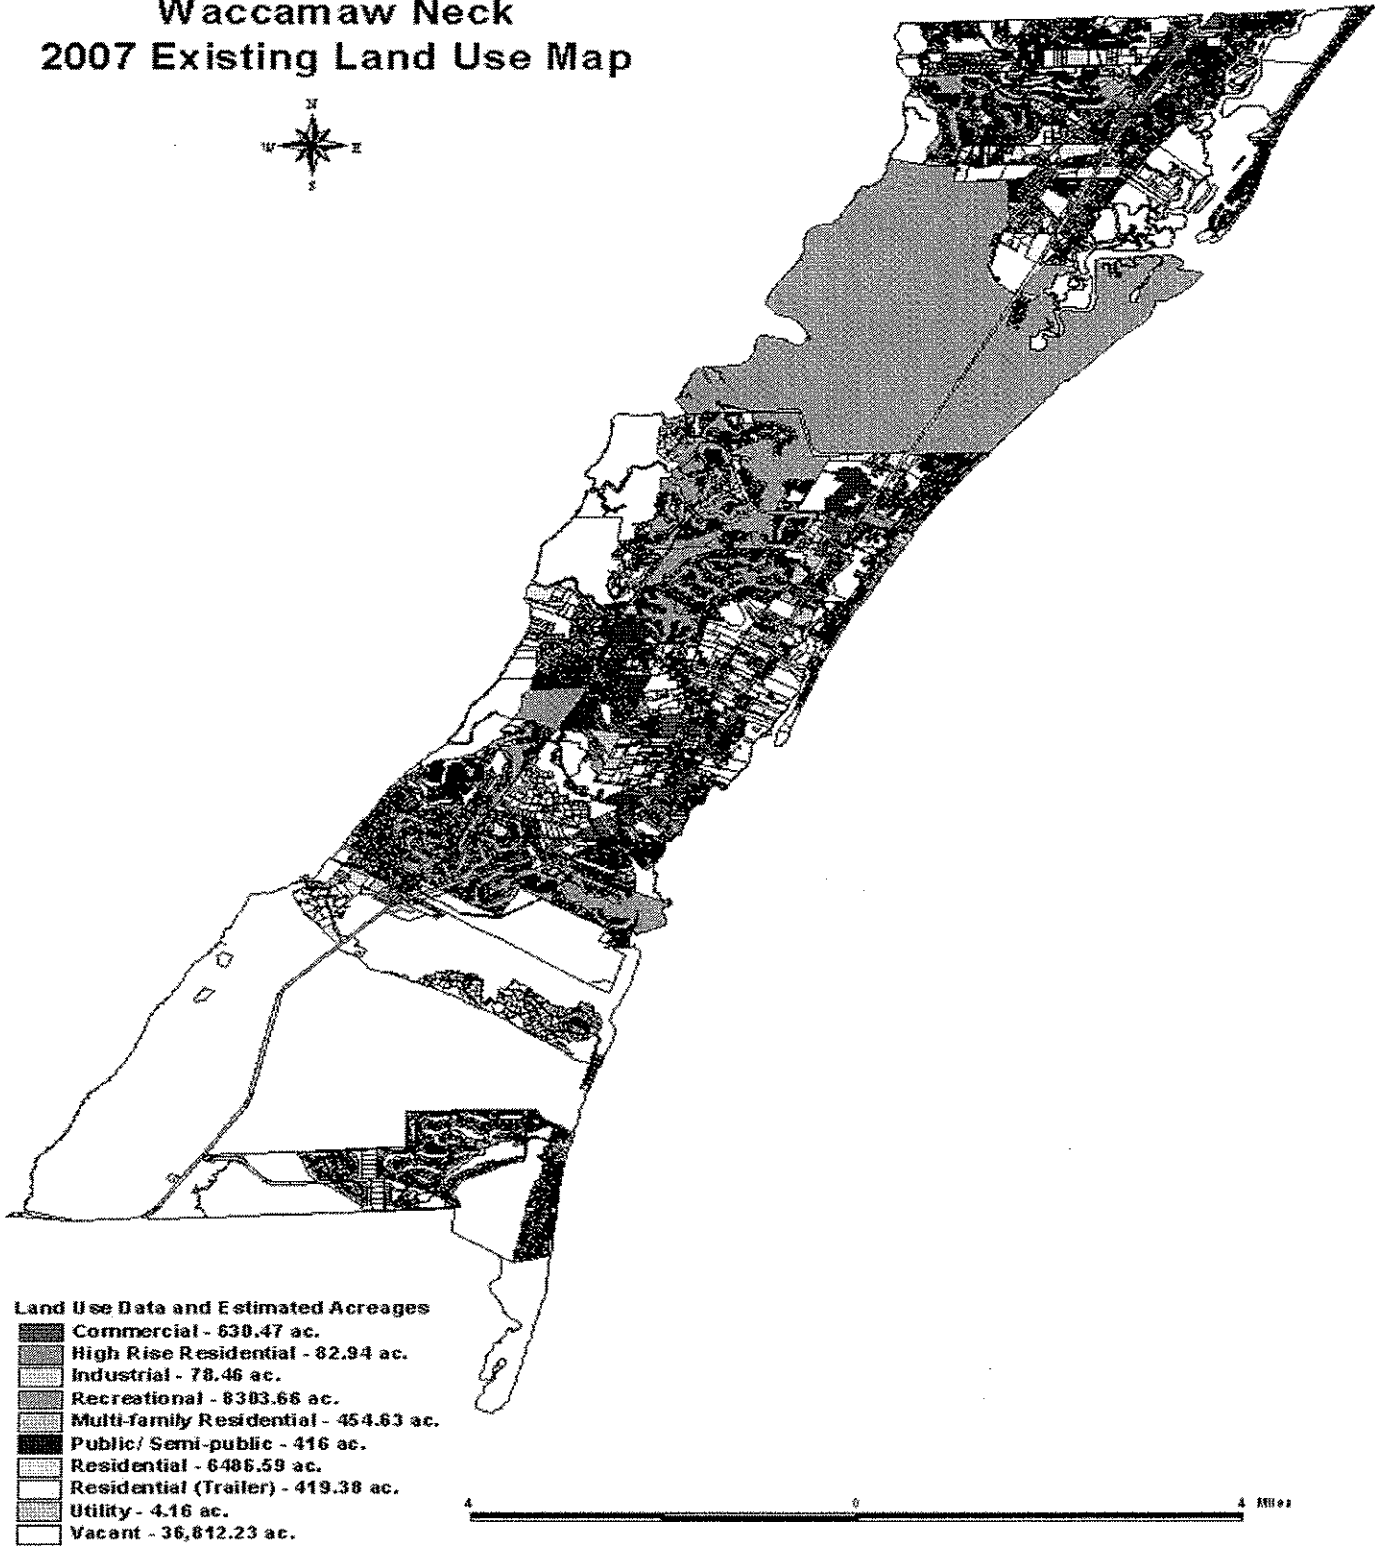 Waccamaw Neck
2007 Existing Land Use Map
N
W E
S
Land Use Data and Estimated Acreages
Commercial - 630.47 ac.
High Rise Residential - 82.94 ac.
Industrial - 78.46 ac.
Recreational - 8303.66 ac.
Multi-family Residential - 454.63 ac.
Public/ Semi-public - 416 ac.
Residential - 6486.59 ac.
Residential (Trailer) - 419.38 ac.
Utility - 4.16 ac.
Vacant - 36,812.23 ac.
4 0 4 Miles